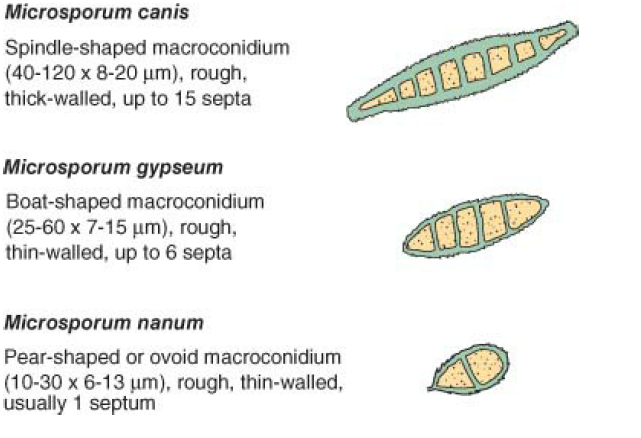 Microsporum canis
Spindle-shaped macroconidium
(40-120 x 8-20 μm), rough,
thick-walled, up to 15 septa
Microsporum gypseum
Boat-shaped macroconidium
(25-60 x 7-15 μm), rough,
thin-walled, up to 6 septa
Microsporum nanum
Pear-shaped or ovoid macroconidium
(10-30 x 6-13 μm), rough, thin-walled,
usually 1 septum